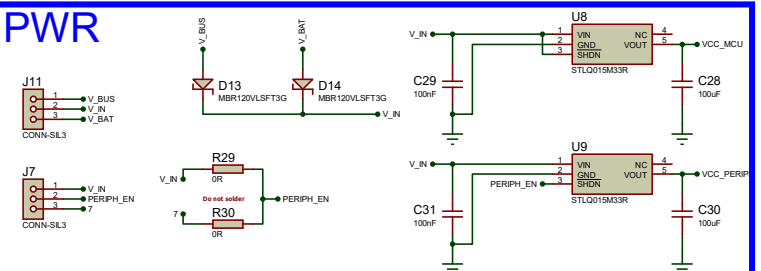 PWR
J11
1
2
3
V_BUS
V_IN
V_BAT
CONN-SIL3
V_BUS
V_BAT
D13
MBR120VLSFT3G
D14
MBR120VLSFT3G
V_IN
V_IN
C29
100nF
U8
1
2
3
VIN
GND
SHDN
NC
VOUT
4
5
STLQ015M33R
VCC_MCU
C28
100uF
J7
1
2
3
V_IN
PERIPH_EN
7
CONN-SIL3
R29
0R
V_IN
Do not solder
PERIPH_EN
7
R30
0R
V_IN
C31
100nF
PERIPH_EN
U9
1
2
3
VIN
GND
SHDN
NC
VOUT
4
5
STLQ015M33R
VCC_PERIP
C30
100uF